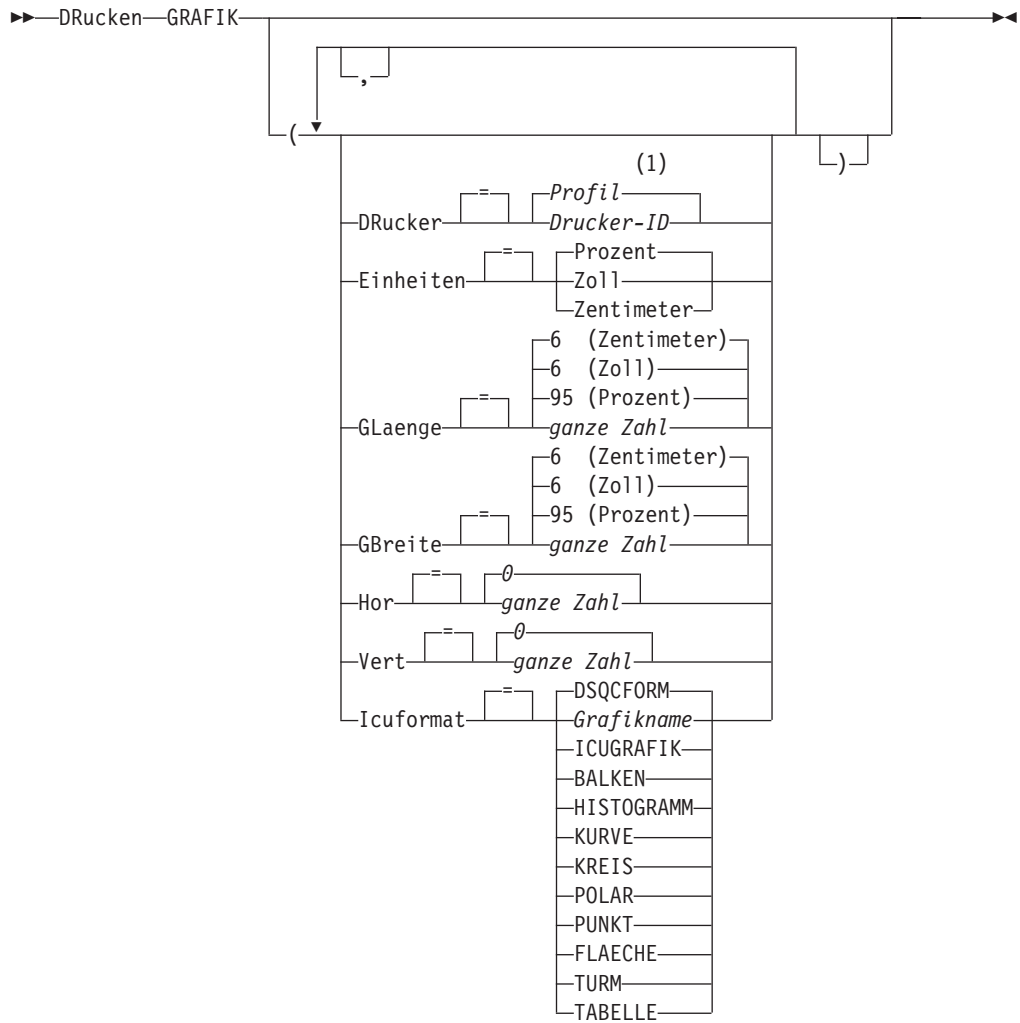 DRucken GRAFIK
,
(
)
(1)
=
Profil
DRucker
Drucker-ID
=
Prozent
Einheiten
Zoll
Zentimeter
6 (Zentimeter)
6 (Zoll)
=
95 (Prozent)
GLaenge
ganze Zahl
6 (Zentimeter)
6 (Zoll)
=
95 (Prozent)
GBreite
ganze Zahl
=
0
Hor
ganze Zahl
=
0
Vert
ganze Zahl
=
DSQCFORM
Icuformat
Grafikname
ICUGRAFIK
BALKEN
HISTOGRAMM
KURVE
KREIS
POLAR
PUNKT
FLAECHE
TURM
TABELLE